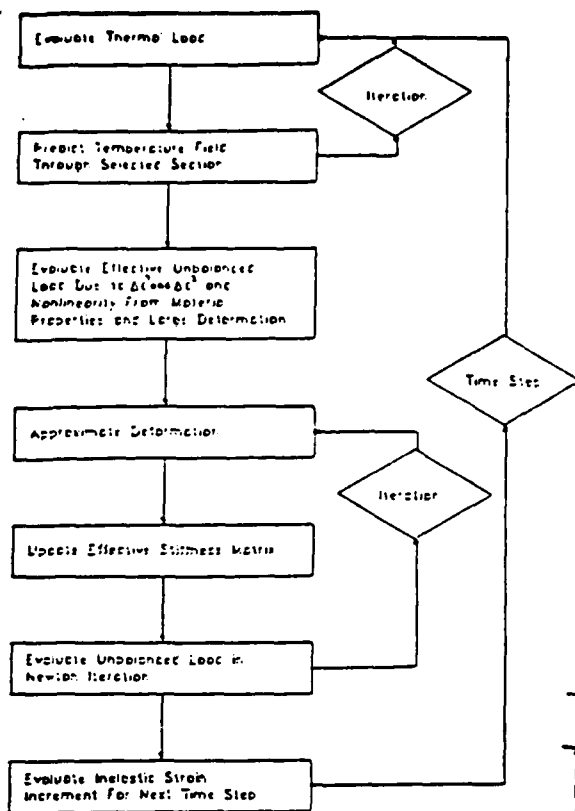 Evaluate Thermal Load
Iteration
Predict Temperature Field
Through Selected Section
Evaluate Effective Unbalanced
Load Due to and
Nonlinearity From Material
Properties and Large Deformation
Time Step
Approximate Deformation
Iteration
Update Effective Stiffness Matrix
Evaluate Unbalanced Load in
Newton Iteration
Evaluate Inelastic Strain
Increment For Next Time Step